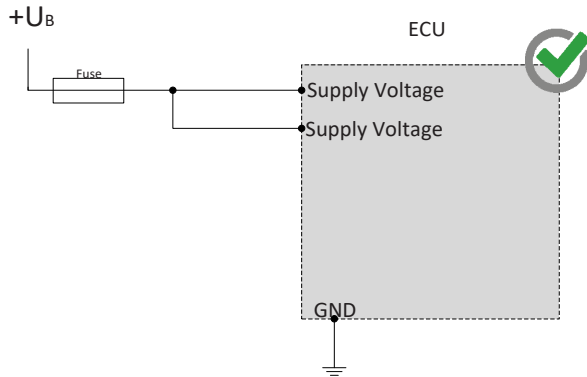 +UB
ECU
Fuse
Supply Voltage
Supply Voltage
GND